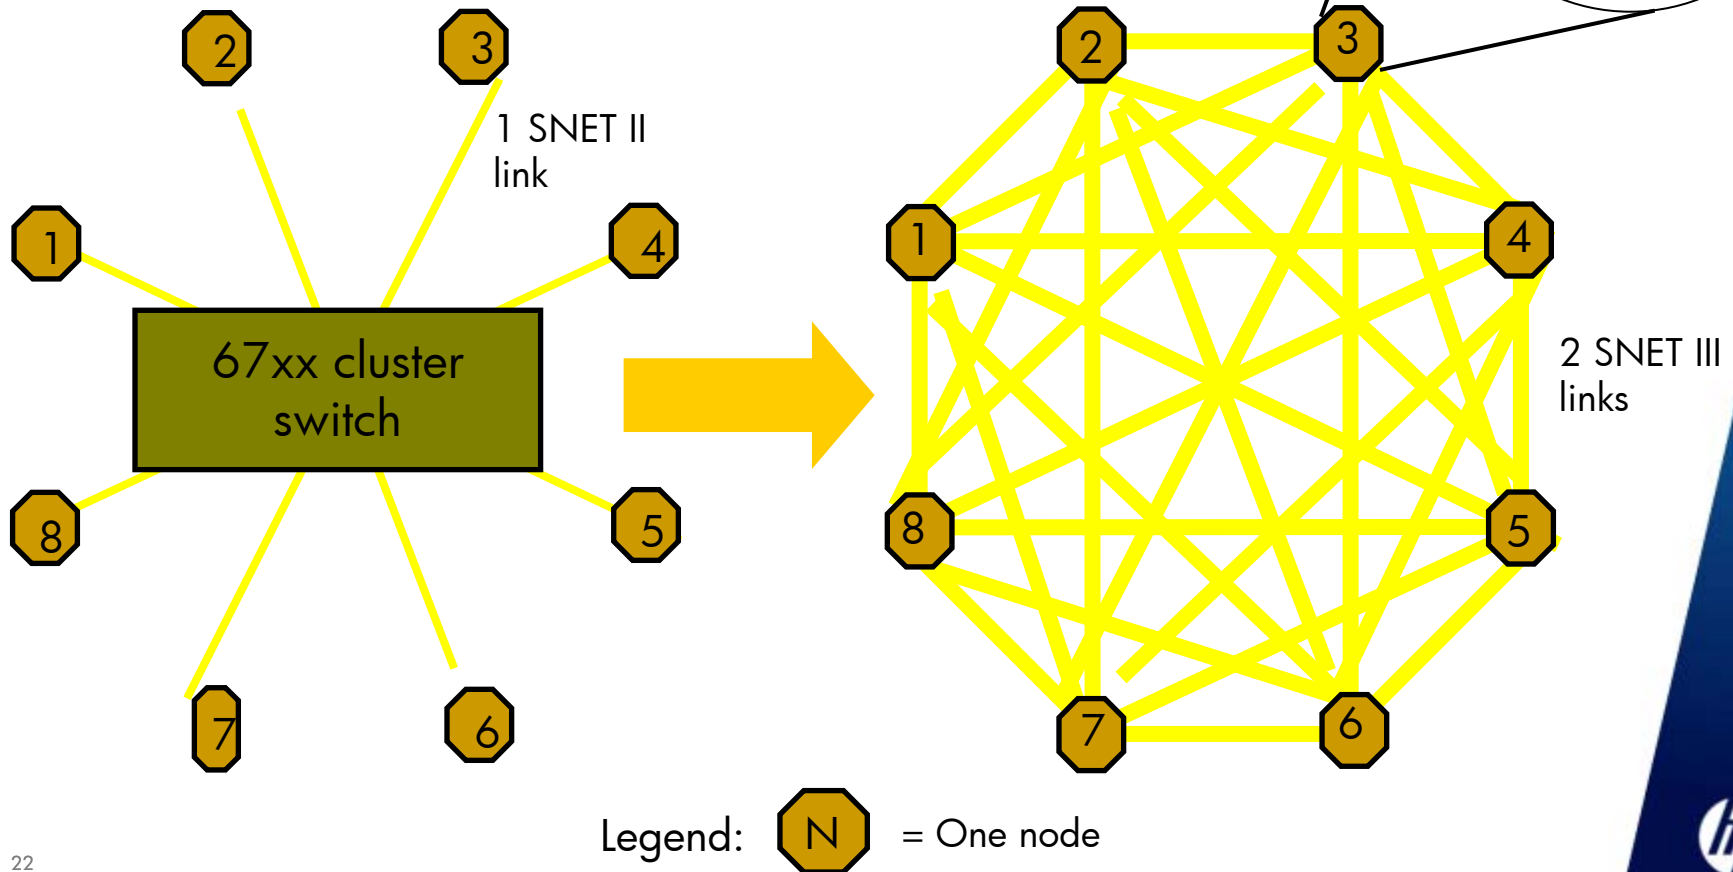 2
3
1 SNET II
link
1
4
67xx cluster
switch
8
5
7
6
2
3
1
4
2 SNET III
links
8
5
7
6
Legend: N = One node
22